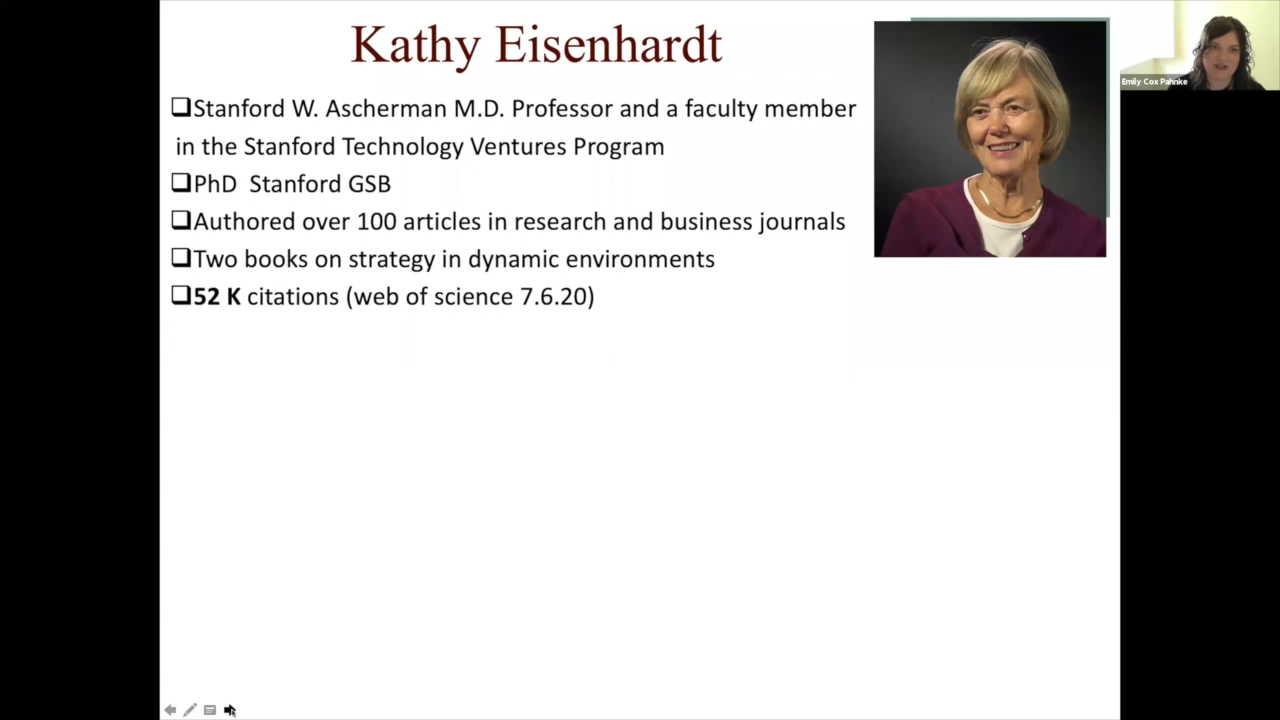 Kathy Eisenhardt
❑Stanford W. Ascherman M.D. Professor and a faculty member
in the Stanford Technology Ventures Program
❑PhD  Stanford GSB
❑Authored over 100 articles in research and business journals
❑Two books on strategy in dynamic environments
❑52 K citations (web of science 7.6.20)
Emily Cox Pahnke